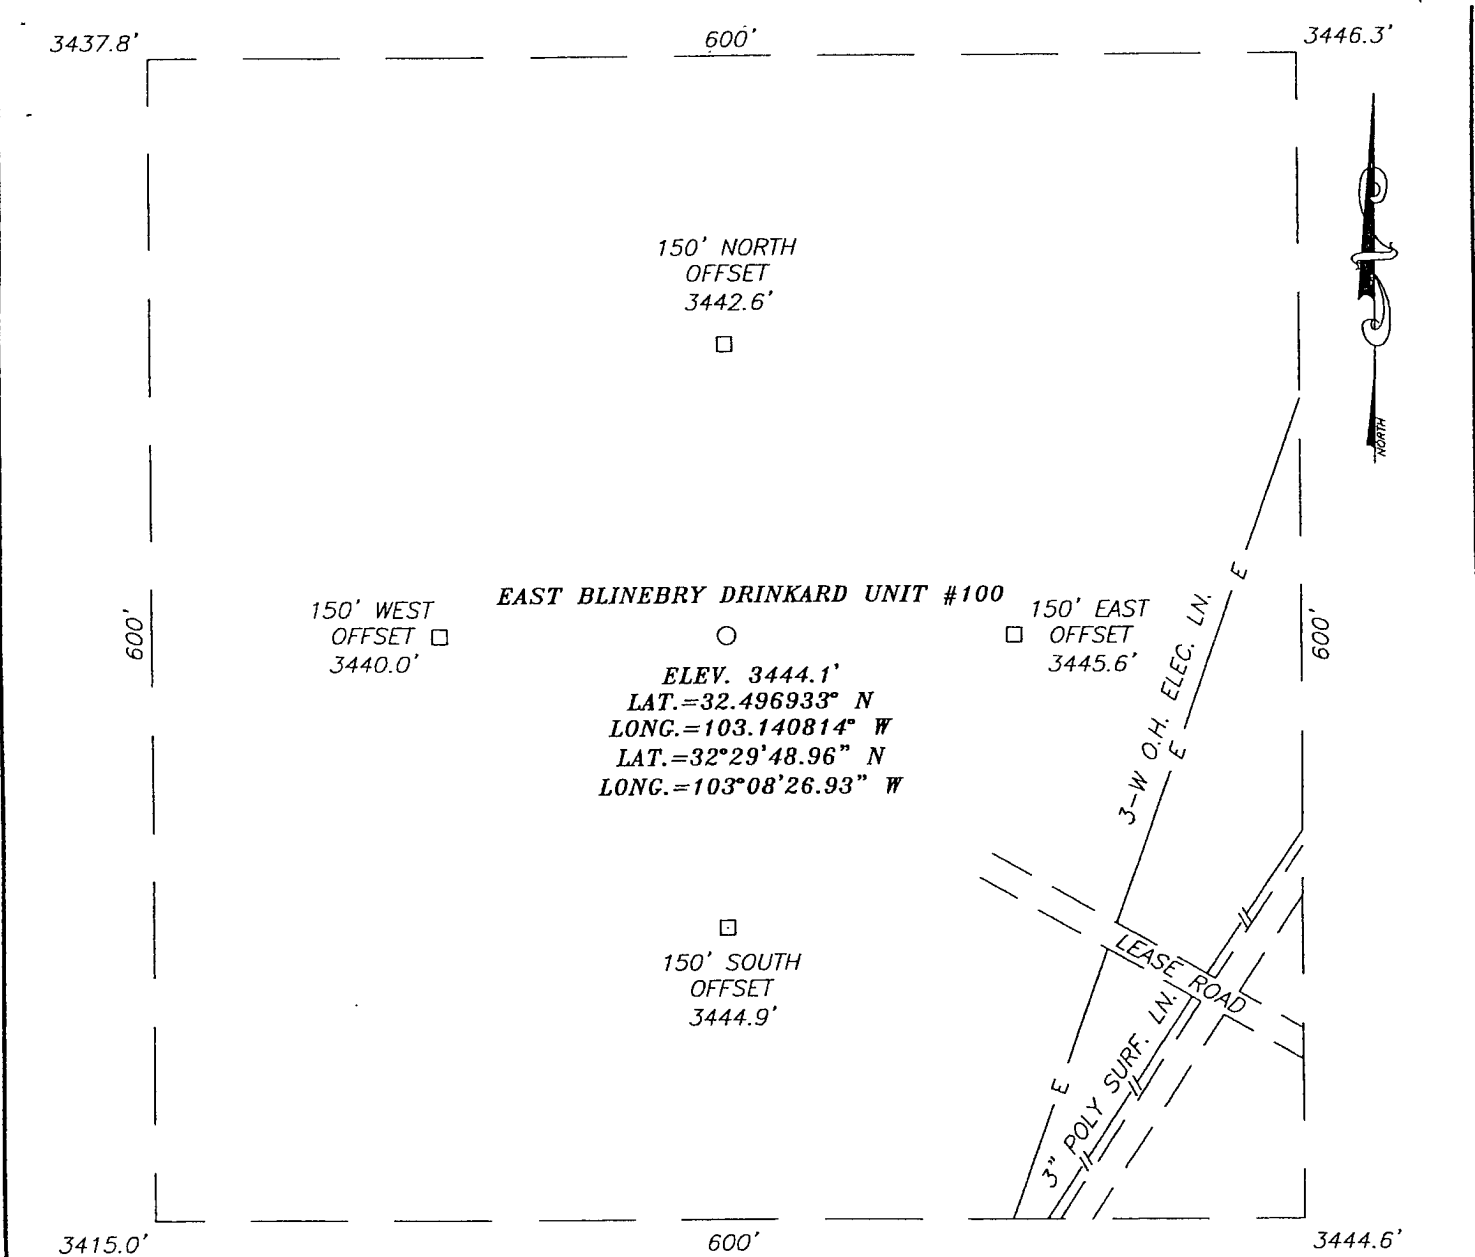 3437.8'
600'
3446.3'
NORTH
150' NORTH
OFFSET
3442.6'
EAST BLINEBRY DRINKARD UNIT #100
150' WEST
OFFSET
3440.0'
150' EAST
OFFSET
3445.6'
600'
600'
ELEV. 3444.1'
LAT.=32.496933° N
LONG.=103.140814° W
LAT.=32°29'48.96" N
LONG.=103°08'26.93" W
E
3-W O.H. ELEC. LN.
E
150' SOUTH
OFFSET
3444.9'
LEASE ROAD
E
3" POLY SURF. LN.
3415.0'
600'
3444.6'